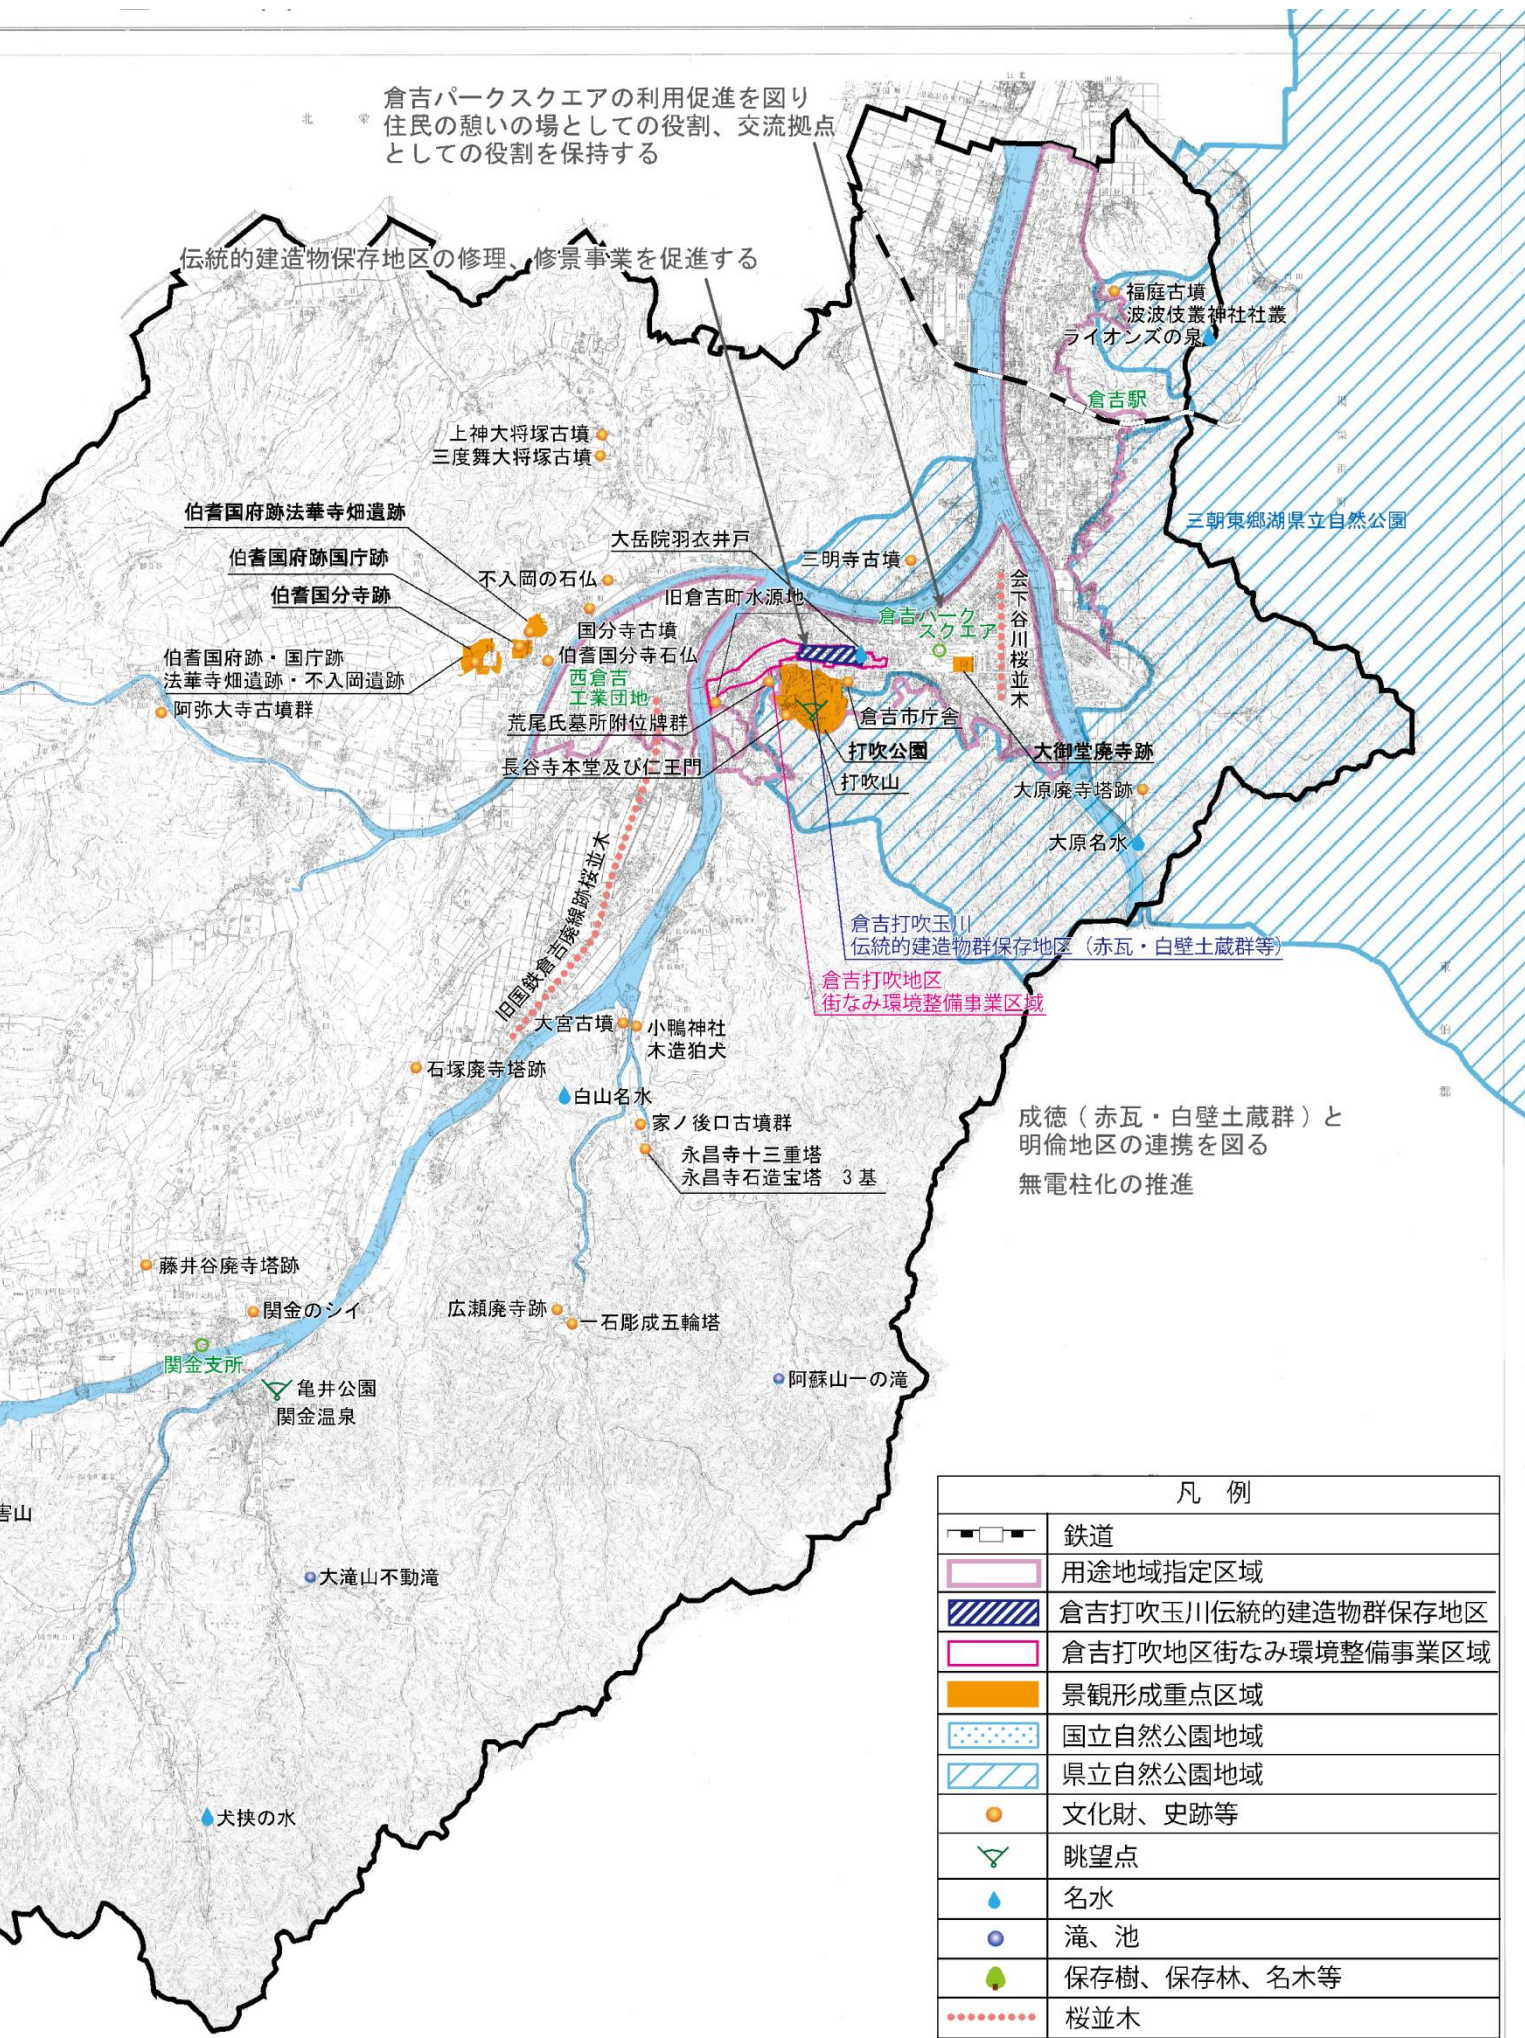 倉吉パークスクエアの利用促進を図り
住民の憩いの場としての役割、交流拠点
としての役割を保持する
北 栄
伝統的建造物保存地区の修理、修景事業を促進する
福庭古墳
波波伎叢神社社叢
ライオンズの泉
倉吉駅
上神大将塚古墳
三度舞大将塚古墳
三朝東郷湖県立自然公園
伯耆国府跡法華寺畑遺跡
大岳院羽衣井戸
伯耆国府跡国庁跡
三明寺古墳
不入岡の石仏
伯耆国分寺跡
旧倉吉町水源地
会下谷川桜並木
倉吉パーク
スクエア
国分寺古墳
伯耆国分寺石仏
伯耆国府跡・国庁跡
法華寺畑遺跡・不入岡遺跡
西倉吉
工業団地
阿弥大寺古墳群
荒尾氏墓所附位牌群
倉吉市庁舎
打吹公園
大御堂廃寺跡
長谷寺本堂及び仁王門
打吹山
大原廃寺塔跡
大原名水
旧国鉄倉吉廃線跡桜並木
倉吉打吹玉川
伝統的建造物群保存地区（赤瓦・白壁土蔵群等）
倉吉打吹地区
街なみ環境整備事業区域
東
伯
郡
大宮古墳
小鴨神社
木造狛犬
石塚廃寺塔跡
白山名水
家ノ後口古墳群
永昌寺十三重塔
永昌寺石造宝塔 3基
成徳（赤瓦・白壁土蔵群）と
明倫地区の連携を図る
無電柱化の推進
藤井谷廃寺塔跡
関金のシイ
広瀬廃寺跡
一石彫成五輪塔
関金支所
亀井公園
関金温泉
阿蘇山一の滝
害山
大滝山不動滝
犬挟の水
凡 例
鉄道
用途地域指定区域
倉吉打吹玉川伝統的建造物群保存地区
倉吉打吹地区街なみ環境整備事業区域
景観形成重点区域
国立自然公園地域
県立自然公園地域
文化財、史跡等
眺望点
名水
滝、池
保存樹、保存林、名木等
桜並木